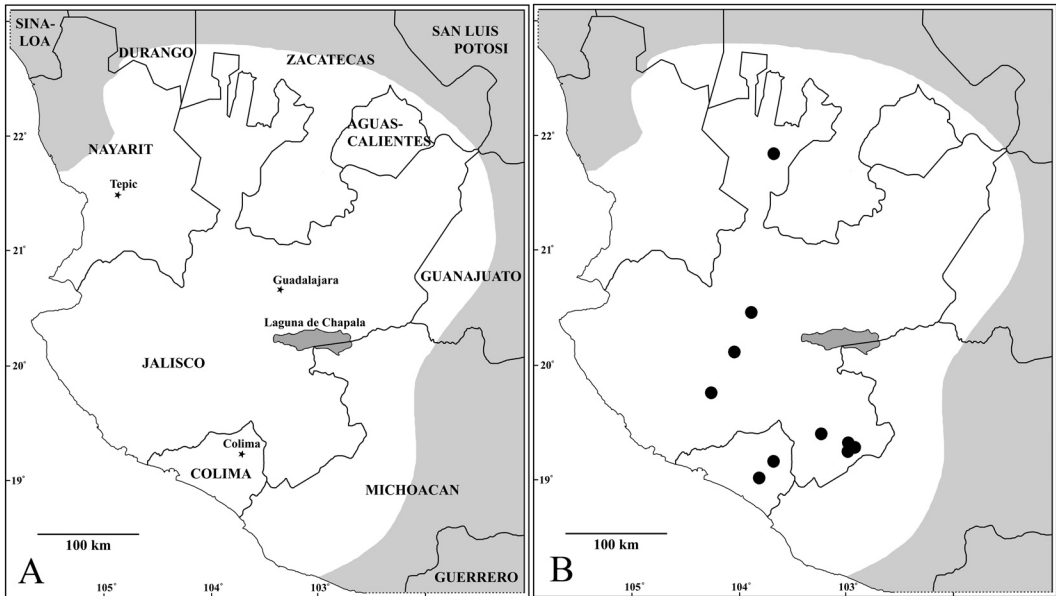 SINA-
LOA
DURANGO
ZACATECAS
SAN LUIS
POTOSI
22°
AGUAS-
CALIENTES
NAYARIT
Tepic
21°
GUANAJUATO
Guadalajara
Laguna de Chapala
20°
JALISCO
Colima
COLIMA
19°
MICHOACAN
100 km
A
GUERRERO
105°
104°
103°
22°
21°
20°
19°
100 km
B
104°
103°